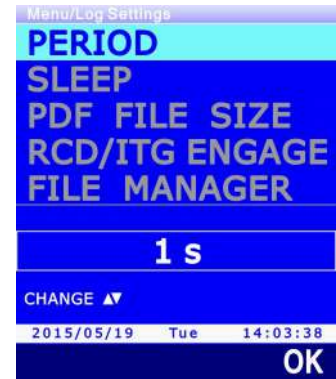 Menu/Log Settings
PERIOD
SLEEP
PDF FILE SIZE
RCD/ITG ENGAGE
FILE MANAGER
1 s
CHANGE ▲▼
2015/05/19 Tue 14:03:38
OK